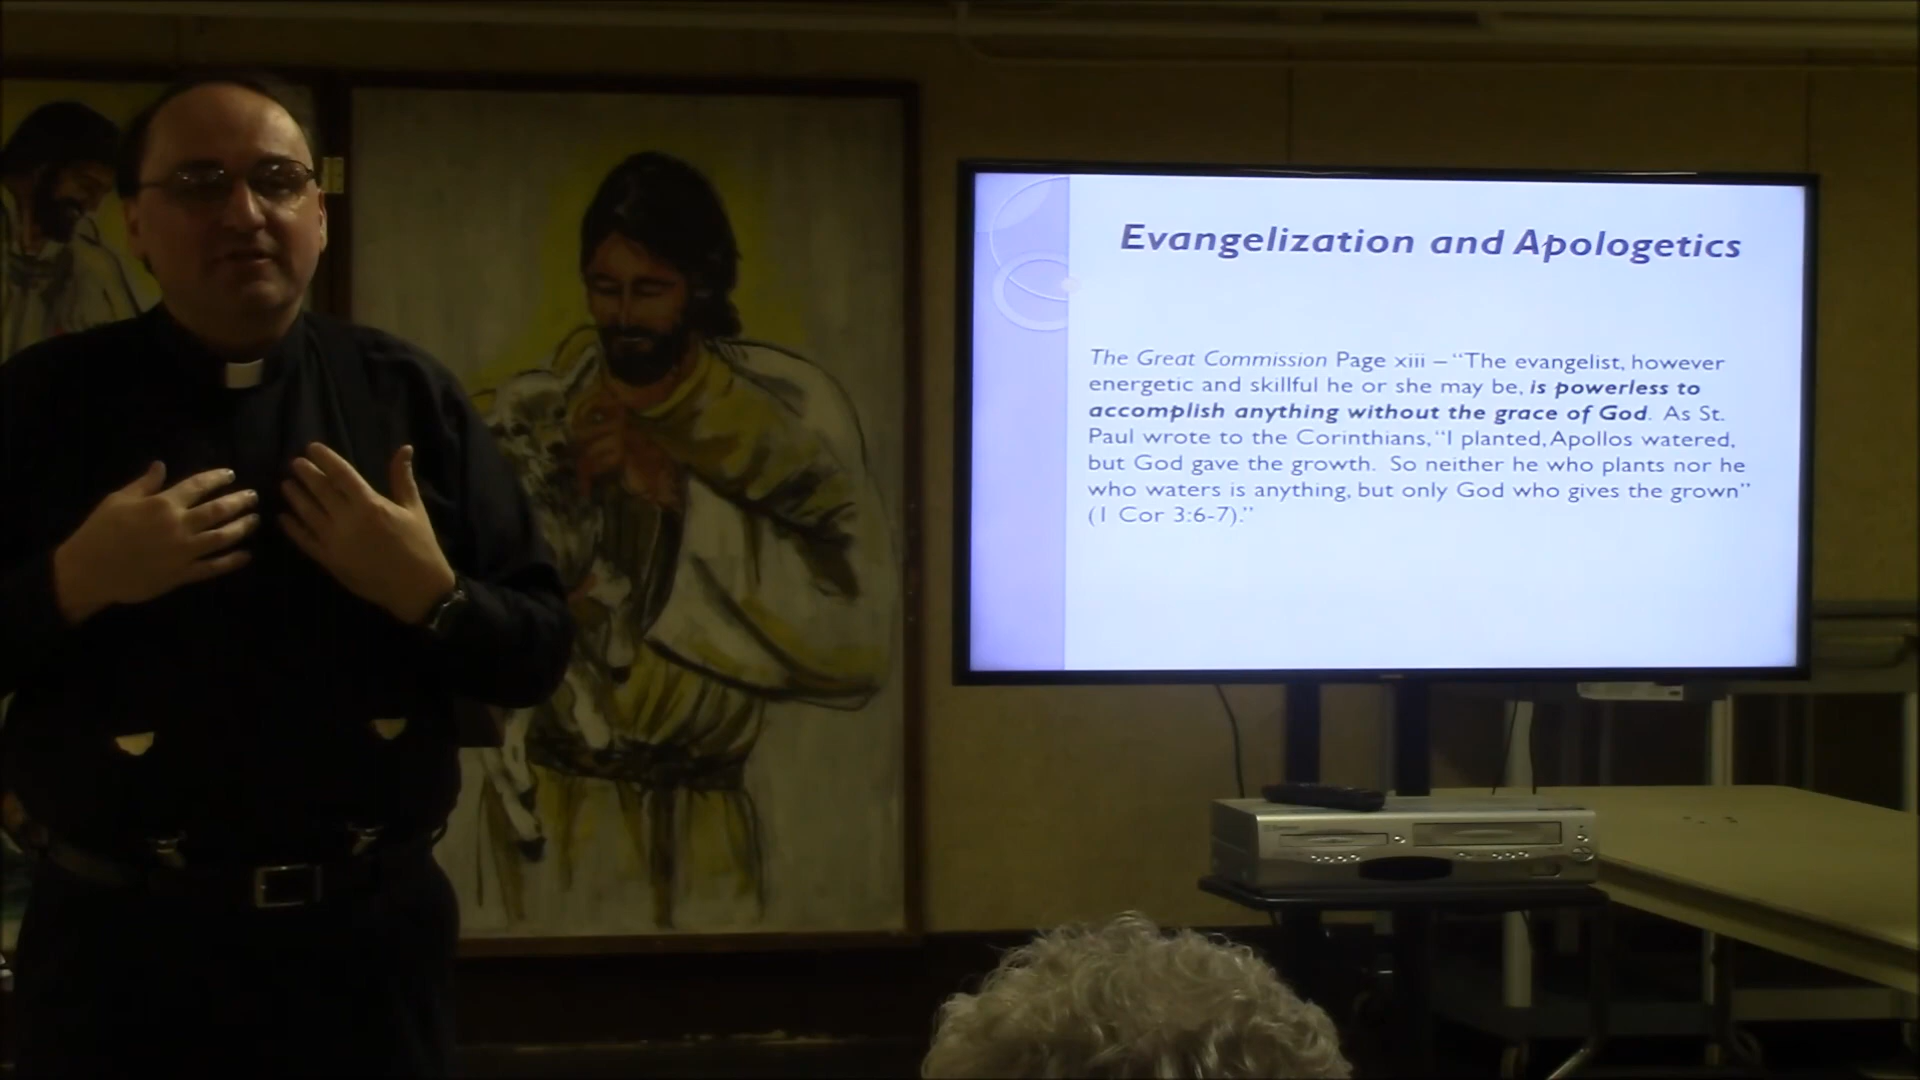 Evangelization and Apologetics
The Great Commission Page xiii – “The evangelist, however
energetic and skillful he or she may be, is powerless to
accomplish anything without the grace of God. As St.
Paul wrote to the Corinthians, “I planted, Apollos watered,
but God gave the growth. So neither he who plants nor he
who waters is anything, but only God who gives the grown”
(1 Cor 3:6-7).”